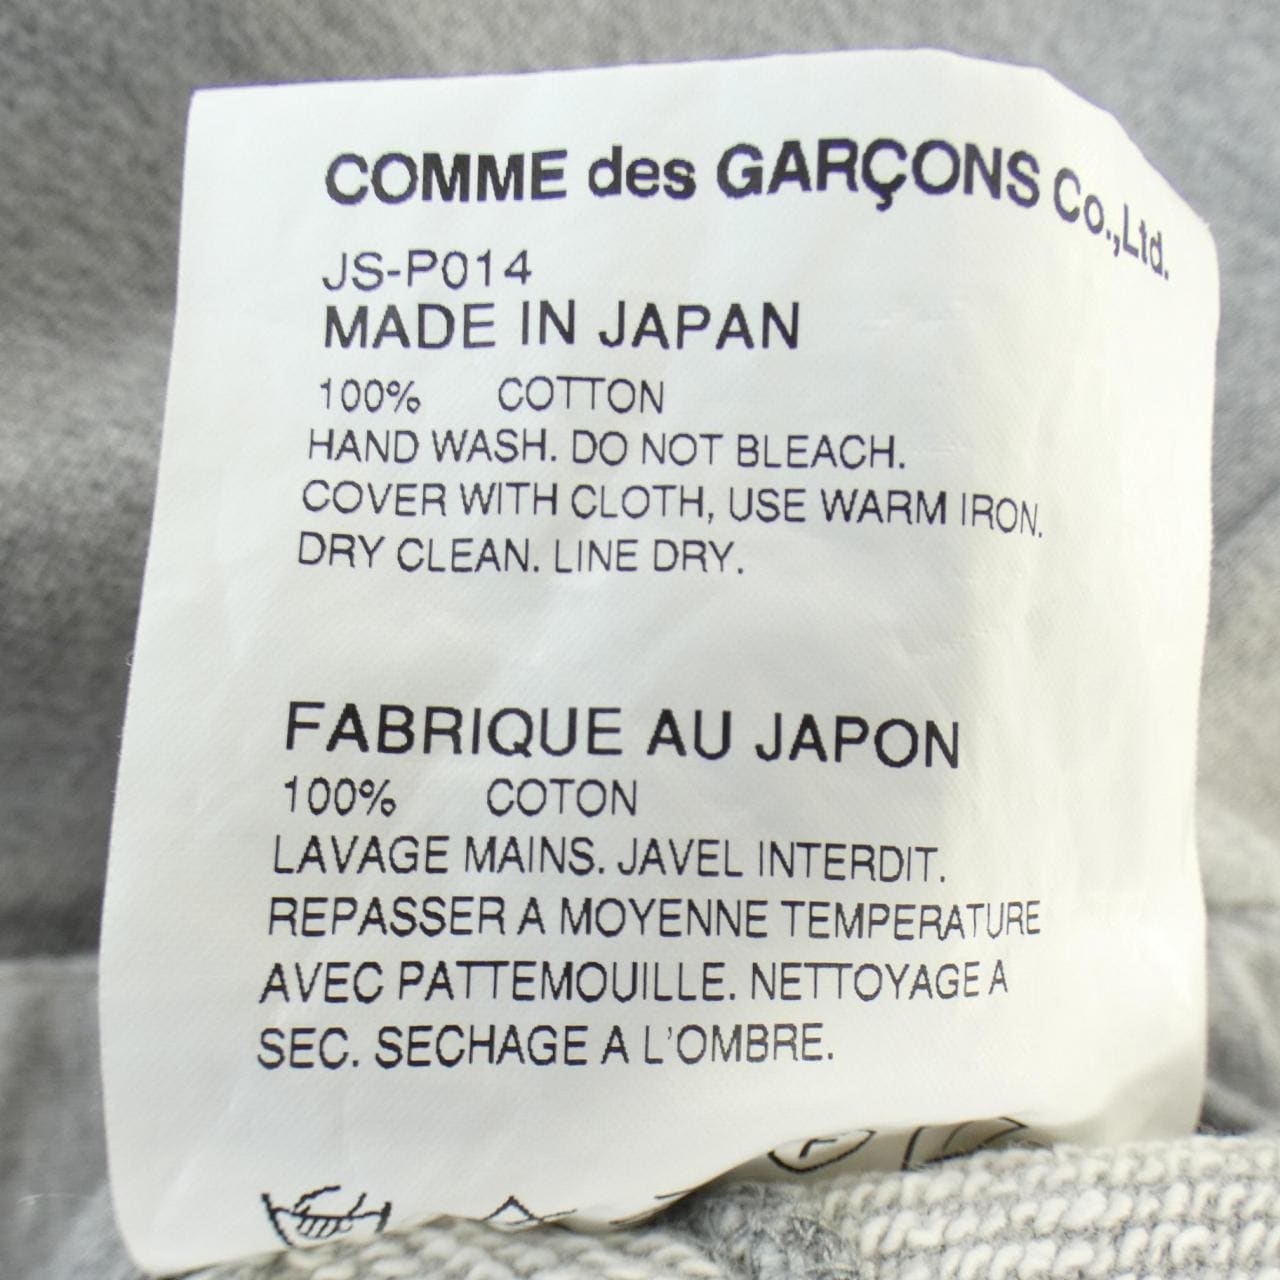 COMME des GARÇONS Co.,Ltd.
JS-P014
MADE IN JAPAN
100% COTTON
HAND WASH. DO NOT BLEACH.
COVER WITH CLOTH, USE WARM IRON.
DRY CLEAN. LINE DRY.
FABRIQUE AU JAPON
100% COTON
LAVAGE MAINS. JAVEL INTERDIT.
REPASSER A MOYENNE TEMPERATURE
AVEC PATTEMOUILLE. NETTOYAGE A
SEC. SECHAGE A L'OMBRE.
F